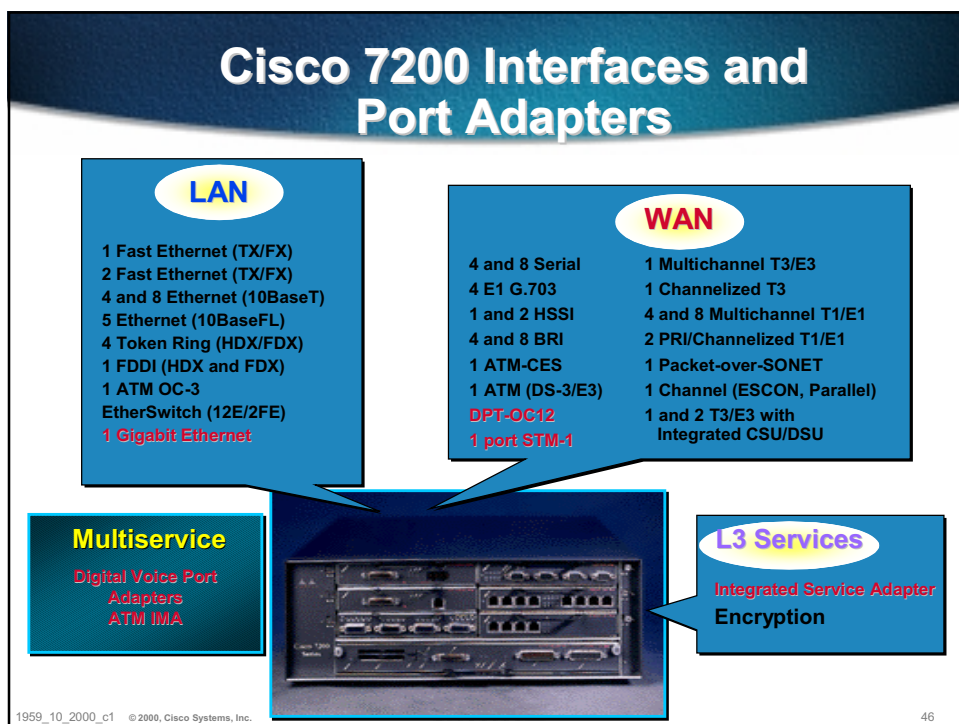 Cisco 7200 Interfaces and
Port Adapters
LAN
1 Fast Ethernet (TX/FX)
2 Fast Ethernet (TX/FX)
4 and 8 Ethernet (10BaseT)
5 Ethernet (10BaseFL)
4 Token Ring (HDX/FDX)
1 FDDI (HDX and FDX)
1 ATM OC-3
EtherSwitch (12E/2FE)
1 Gigabit Ethernet
WAN
4 and 8 Serial
4 E1 G.703
1 and 2 HSSI
4 and 8 BRI
1 ATM-CES
1 ATM (DS-3/E3)
DPT-OC12
1 port STM-1
1 Multichannel T3/E3
1 Channelized T3
4 and 8 Multichannel T1/E1
2 PRI/Channelized T1/E1
1 Packet-over-SONET
1 Channel (ESCON, Parallel)
1 and 2 T3/E3 with
Integrated CSU/DSU
Multiservice
Digital Voice Port
Adapters
ATM IMA
Cisco 7200
Series
L3 Services
Integrated Service Adapter
Encryption
1959_10_2000_c1 © 2000, Cisco Systems, Inc.
46